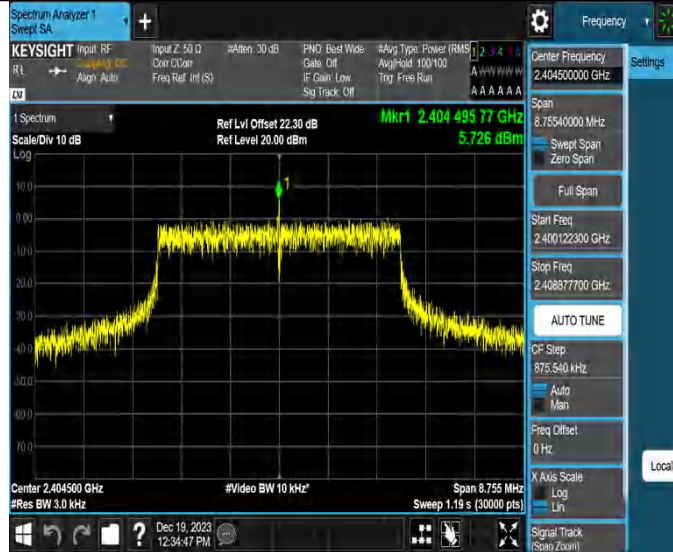 Spectrum Analyzer 1
Swept SA
+
Frequency
KEYSIGHT
RL
Input: RF
Coupling: DC
Align: Auto
Input Z: 50 Ω
Corr CCorr
Freq Ref: Int (S)
#Atten: 30 dB
PNO: Best Wide
Gate: Off
IF Gain: Low
Sig Track: Off
#Avg Type: Power (RMS
Avg|Hold: 100/100
Trig: Free Run
1 2 3 4 5 6
A W W W W W
A A A A A A
LXI
1 Spectrum
Scale/Div 10 dB
Log
Ref Lvl Offset 22.30 dB
Ref Level 20.00 dBm
Mkr1 2.404 495 77 GHz
5.726 dBm
1
10.0
0.00
-10.0
-20.0
-30.0
-40.0
-50.0
-60.0
-70.0
Center 2.404500 GHz
#Res BW 3.0 kHz
#Video BW 10 kHz*
Span 8.755 MHz
Sweep 1.19 s (30000 pts)
Dec 19, 2023
12:34:47 PM
Center Frequency
2.404500000 GHz
Span
8.75540000 MHz
Swept Span
Zero Span
Full Span
Start Freq
2.400122300 GHz
Stop Freq
2.408877700 GHz
AUTO TUNE
CF Step
875.540 kHz
Auto
Man
Freq Offset
0 Hz
X Axis Scale
Log
Lin
Signal Track
(Span Zoom)
Settings
Local